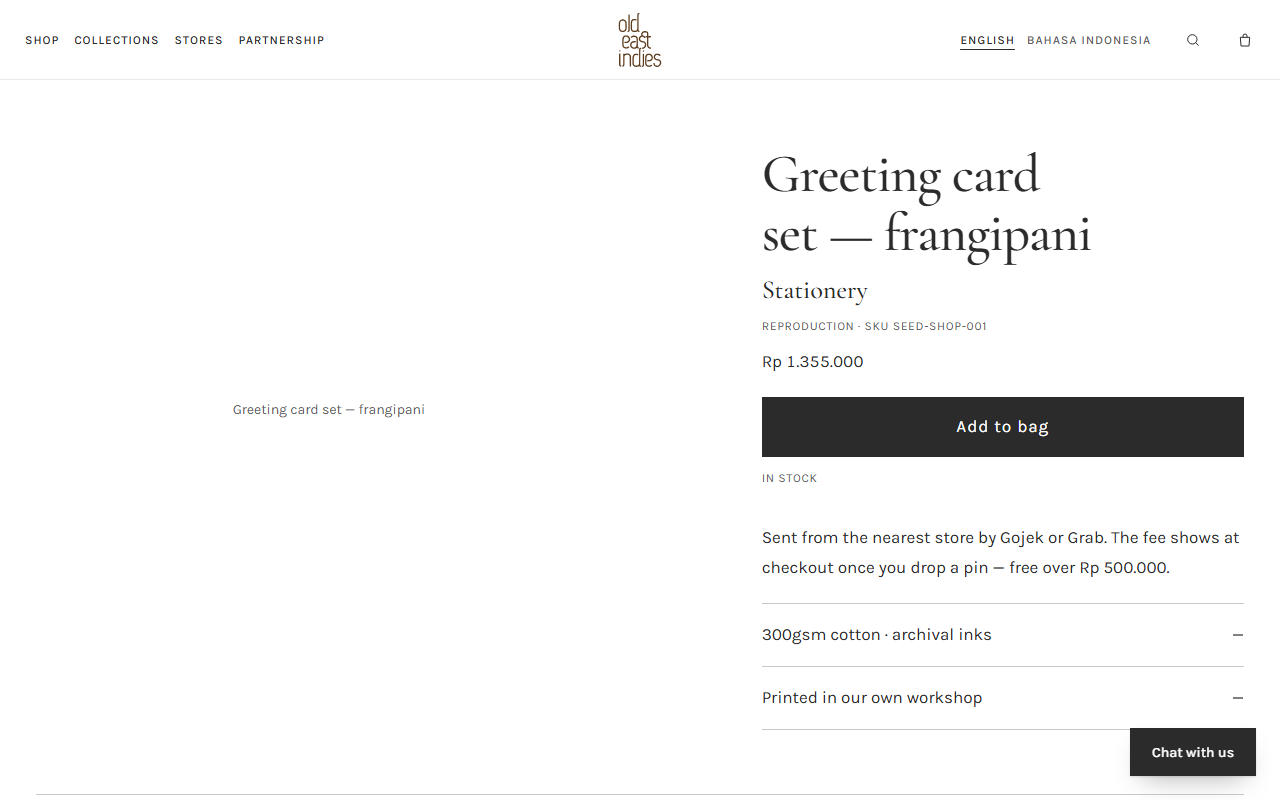 SHOP COLLECTIONS STORES PARTNERSHIP
old
east
indies
ENGLISH BAHASA INDONESIA
Greeting card set — frangipani
Greeting card
set — frangipani
Stationery
REPRODUCTION · SKU SEED-SHOP-001
Rp 1.355.000
Add to bag
IN STOCK
Sent from the nearest store by Gojek or Grab. The fee shows at
checkout once you drop a pin — free over Rp 500.000.
300gsm cotton · archival inks –
Printed in our own workshop –
Chat with us